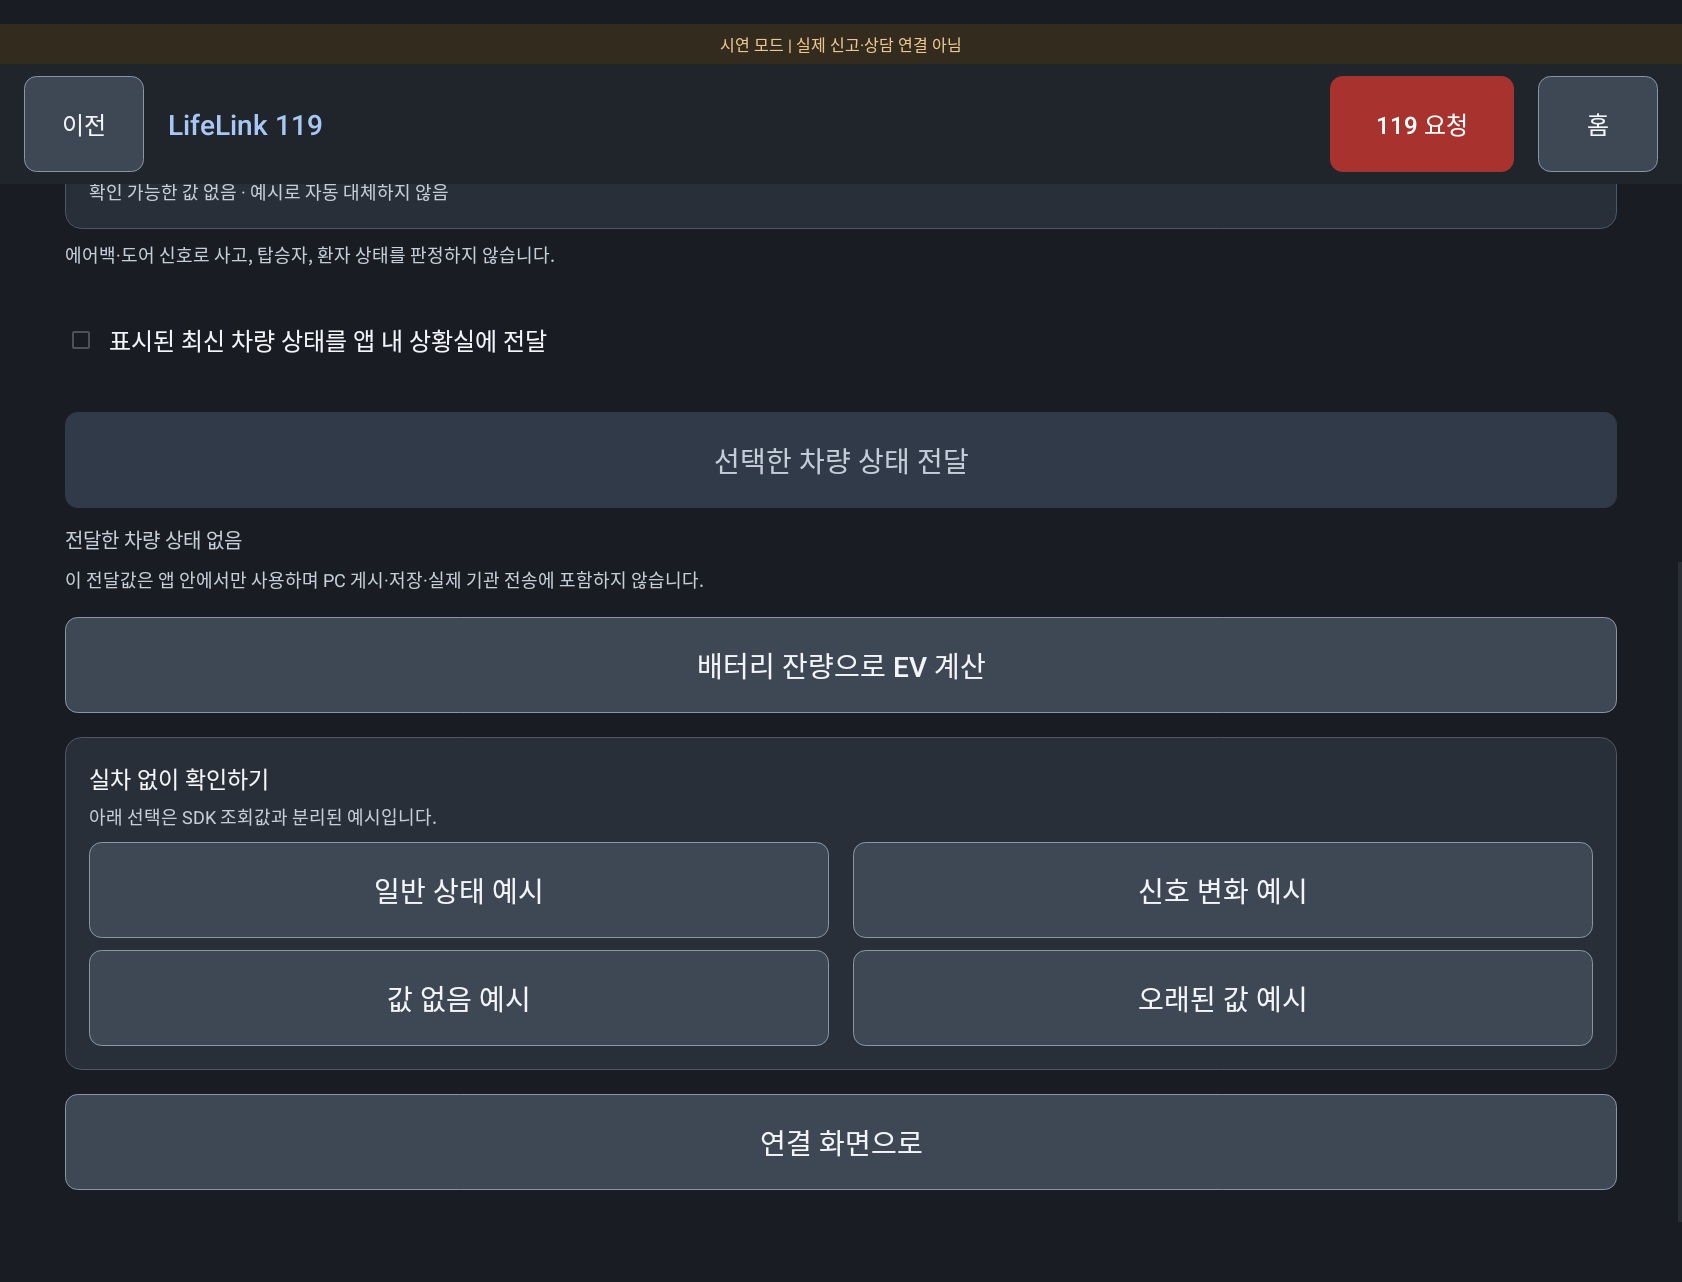 시연 모드 | 실제 신고·상담 연결 아님
이전
LifeLink 119
119 요청
홈
확인 가능한 값 없음 · 예시로 자동 대체하지 않음
에어백·도어 신호로 사고, 탑승자, 환자 상태를 판정하지 않습니다.
표시된 최신 차량 상태를 앱 내 상황실에 전달
선택한 차량 상태 전달
전달한 차량 상태 없음
이 전달값은 앱 안에서만 사용하며 PC 게시·저장·실제 기관 전송에 포함하지 않습니다.
배터리 잔량으로 EV 계산
실차 없이 확인하기
아래 선택은 SDK 조회값과 분리된 예시입니다.
일반 상태 예시
신호 변화 예시
값 없음 예시
오래된 값 예시
연결 화면으로